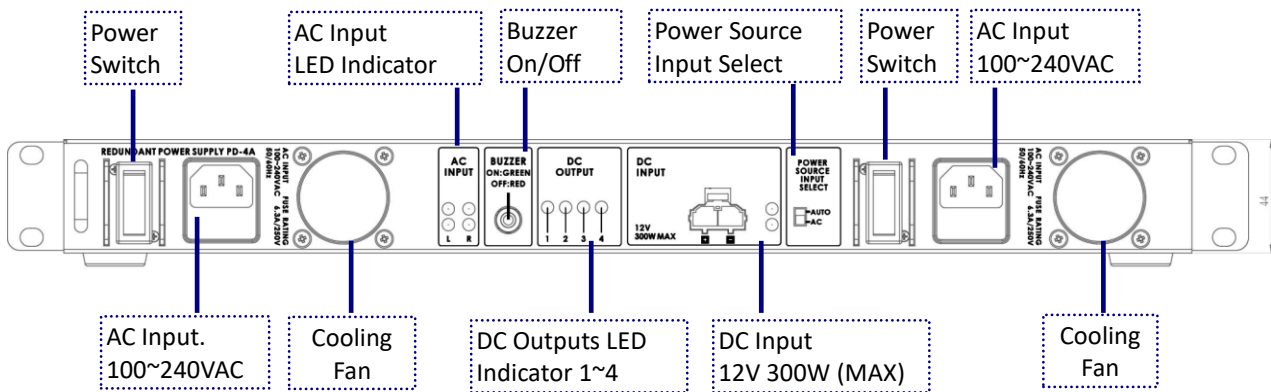 Power
Switch
AC Input
LED Indicator
Buzzer
On/Off
Power Source
Input Select
Power
Switch
AC Input
100~240VAC
REDUNDANT POWER SUPPLY PD-4A
AC INPUT
100~240VAC
50/60Hz
FUSE RATING
6.3A/250V
AC
INPUT
L R
BUZZER
ON:GREEN
OFF:RED
DC
OUTPUT
1 2 3 4
DC
INPUT
12V
300W MAX
+ −
POWER
SOURCE
INPUT
SELECT
AUTO
AC
AC INPUT
100~240VAC
50/60Hz
FUSE RATING
6.3A/250V
44
AC Input.
100~240VAC
Cooling
Fan
DC Outputs LED
Indicator 1~4
DC Input
12V 300W (MAX)
Cooling
Fan